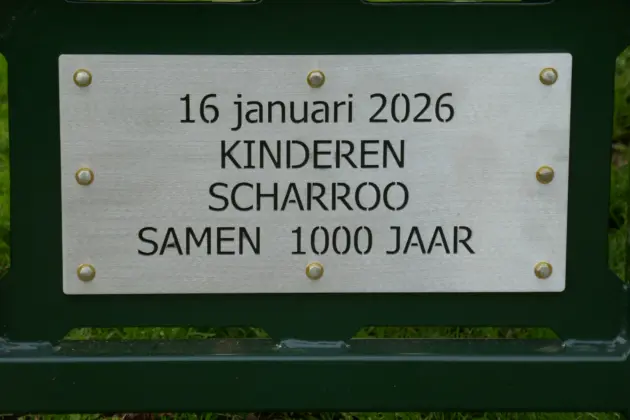 16 januari 2026
KINDEREN
SCHARROO
SAMEN 1000 JAAR